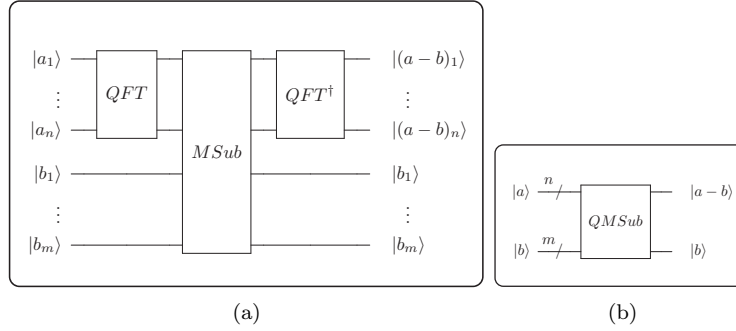 |a₁⟩ QFT QFT† |(a − b)₁⟩
⋮ ⋮
|aₙ⟩ MSub |(a − b)ₙ⟩
|b₁⟩ |b₁⟩
⋮ ⋮
|bₘ⟩ |bₘ⟩
(a)
|a⟩ n QMSub |a − b⟩
|b⟩ m |b⟩
(b)